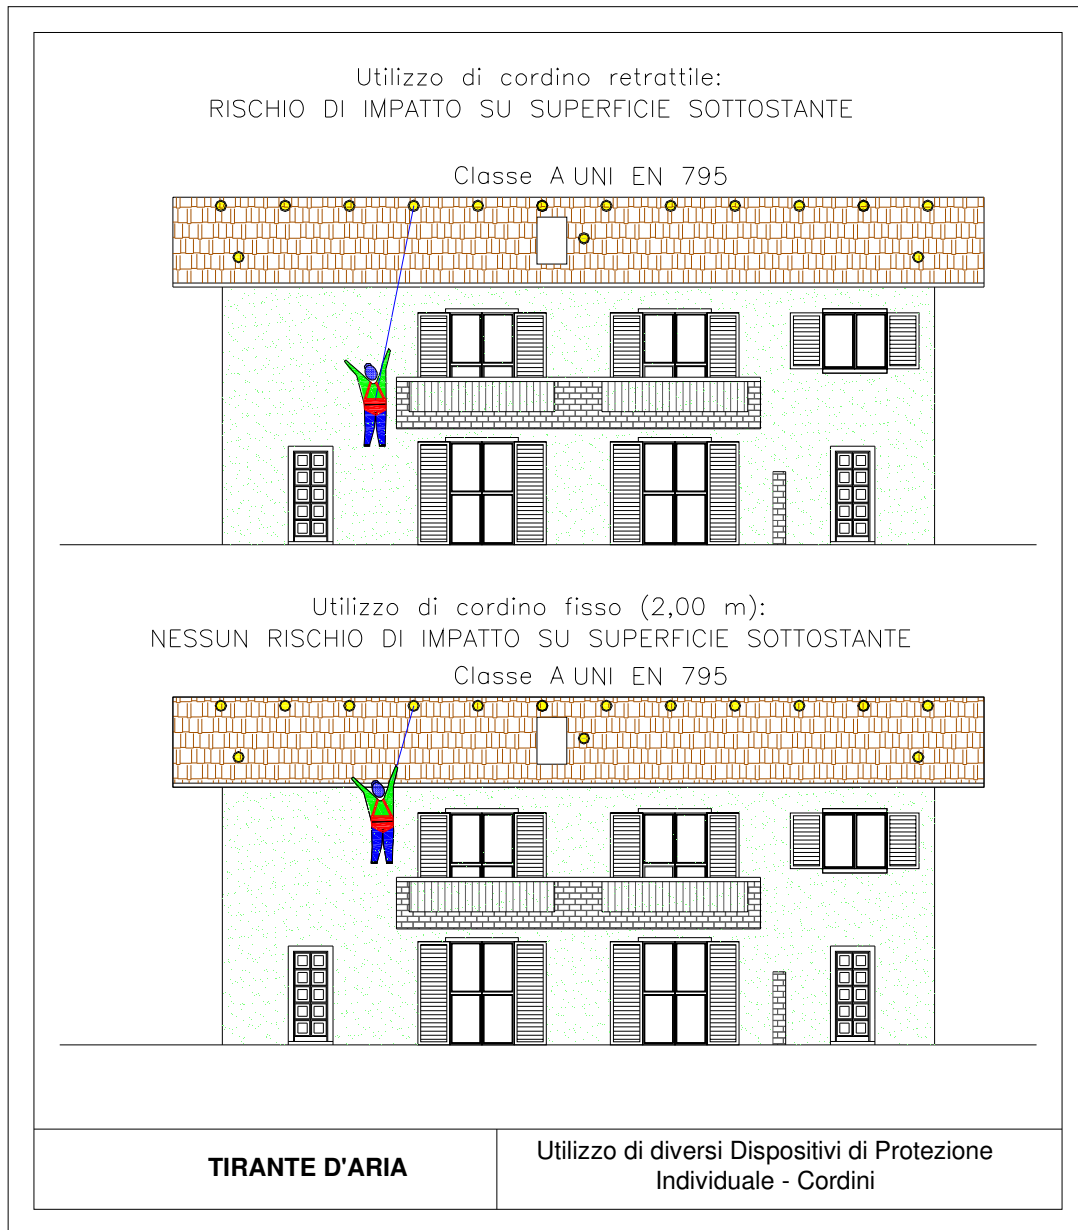 Utilizzo di cordino retrattile:
RISCHIO DI IMPATTO SU SUPERFICIE SOTTOSTANTE
Classe A UNI EN 795
Utilizzo di cordino fisso (2,00 m):
NESSUN RISCHIO DI IMPATTO SU SUPERFICIE SOTTOSTANTE
Classe A UNI EN 795
TIRANTE D'ARIA
Utilizzo di diversi Dispositivi di Protezione
Individuale - Cordini